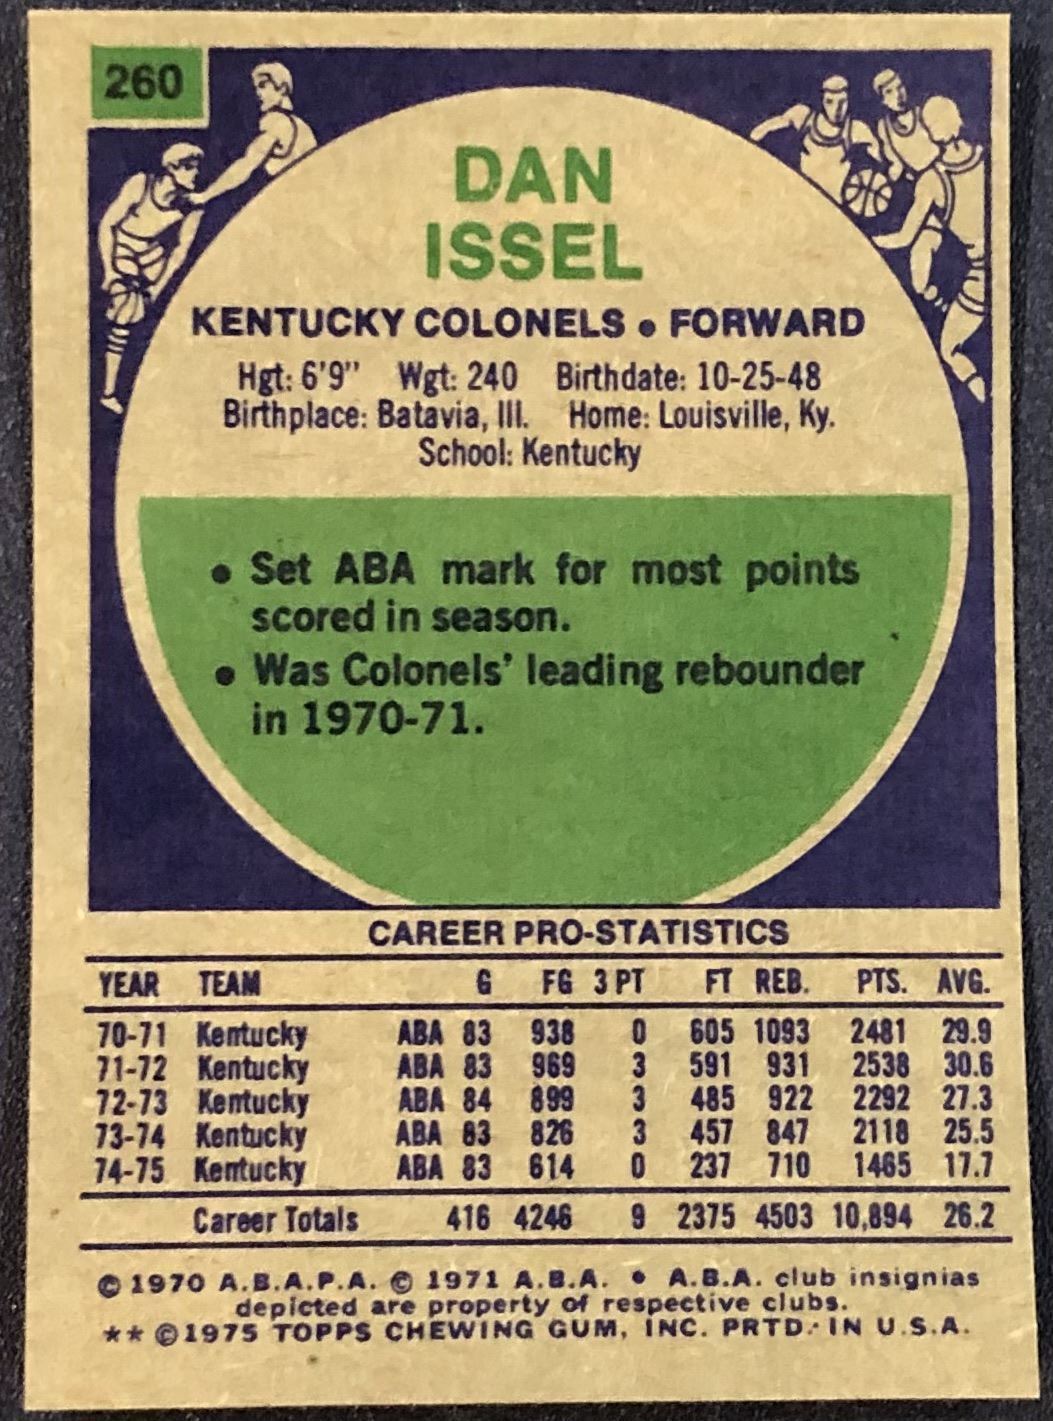 260
DAN
ISSEL
KENTUCKY COLONELS • FORWARD
Hgt: 6'9" Wgt: 240 Birthdate: 10-25-48
Birthplace: Batavia, Ill. Home: Louisville, Ky.
School: Kentucky
• Set ABA mark for most points
scored in season.
• Was Colonels' leading rebounder
in 1970-71.
CAREER PRO-STATISTICS
YEAR TEAM G FG 3 PT FT REB. PTS. AVG.
70-71 Kentucky ABA 83 938 0 605 1093 2481 29.9
71-72 Kentucky ABA 83 969 3 591 931 2538 30.6
72-73 Kentucky ABA 84 899 3 485 922 2292 27.3
73-74 Kentucky ABA 83 826 3 457 847 2118 25.5
74-75 Kentucky ABA 83 614 0 237 710 1465 17.7
Career Totals 416 4246 9 2375 4503 10,894 26.2
© 1970 A.B.A.P.A. © 1971 A.B.A. • A.B.A. club insignias
depicted are property of respective clubs.
** ©1975 TOPPS CHEWING GUM, INC. PRTD. IN U.S.A.